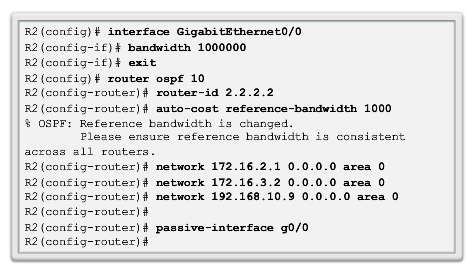 R2(config)# interface GigabitEthernet0/0
R2(config-if)# bandwidth 1000000
R2(config-if)# exit
R2(config)# router ospf 10
R2(config-router)# router-id 2.2.2.2
R2(config-router)# auto-cost reference-bandwidth 1000
% OSPF: Reference bandwidth is changed.
Please ensure reference bandwidth is consistent
across all routers.
R2(config-router)# network 172.16.2.1 0.0.0.0 area 0
R2(config-router)# network 172.16.3.2 0.0.0.0 area 0
R2(config-router)# network 192.168.10.9 0.0.0.0 area 0
R2(config-router)#
R2(config-router)# passive-interface g0/0
R2(config-router)#